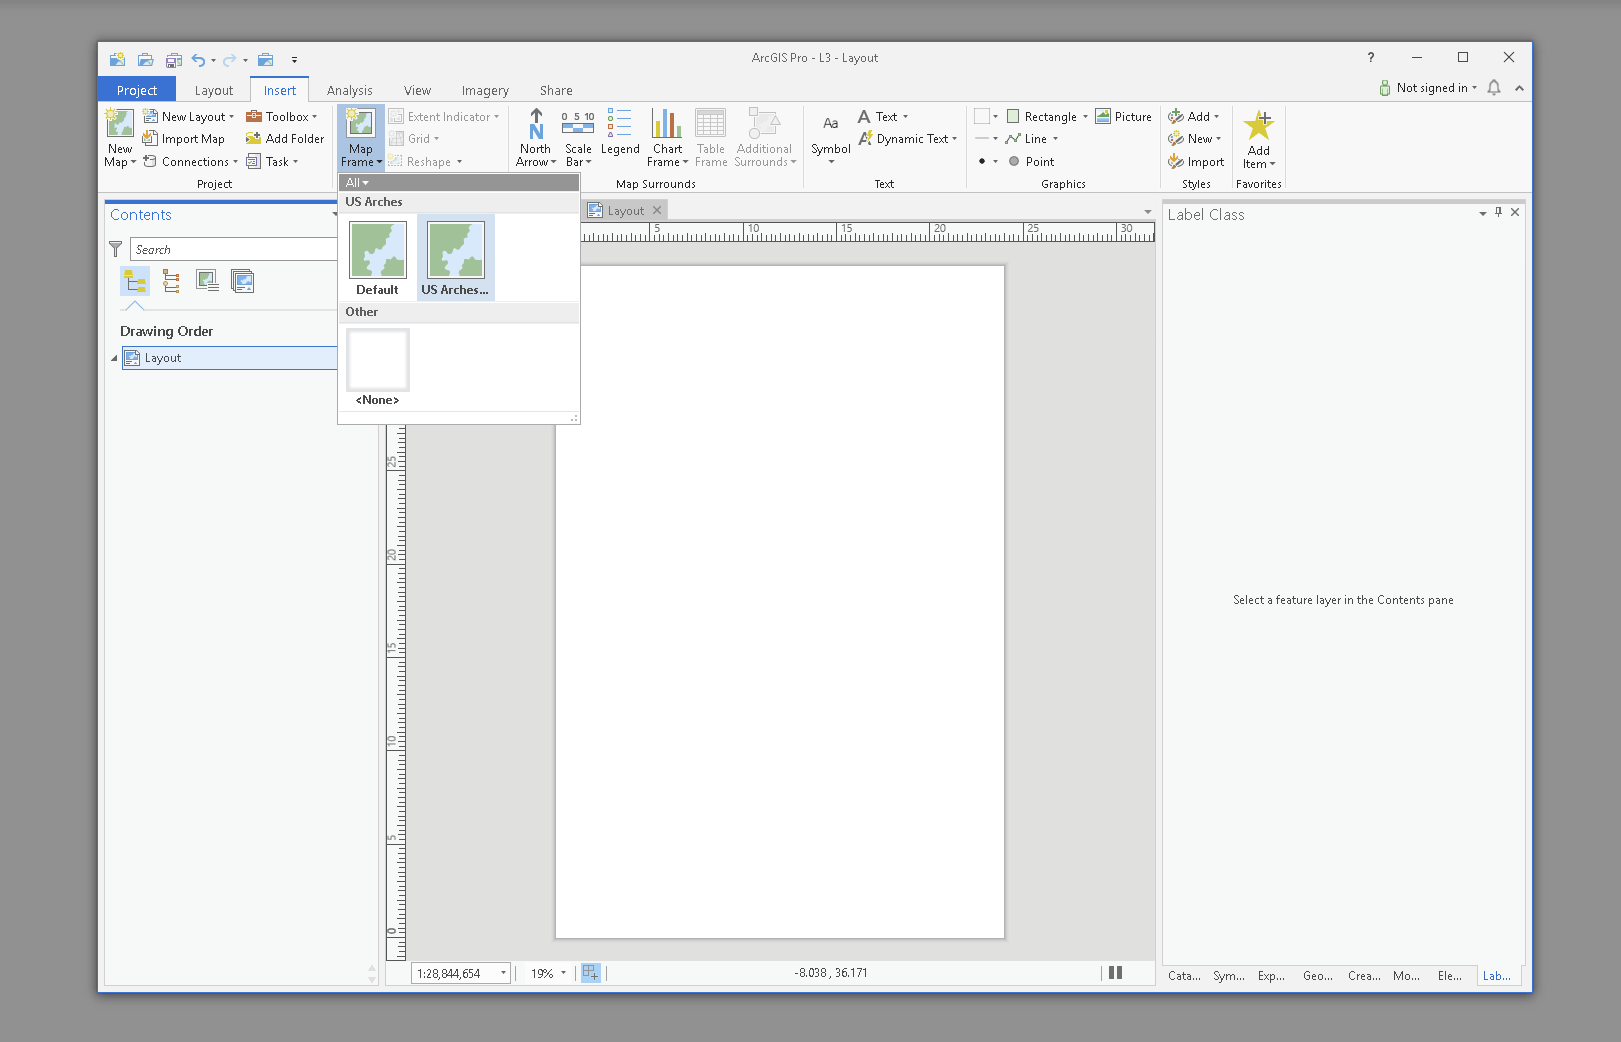 ArcGIS Pro - L3 - Layout
?
Project Layout Insert Analysis View Imagery Share
Not signed in
New Map
New Layout
Import Map
Connections
Toolbox
Add Folder
Task
Project
Map Frame
Extent Indicator
Grid
Reshape
0 5 10
North Arrow
Scale Bar
Legend
Chart Frame
Table Frame
Additional Surrounds
Map Surrounds
Aa
Symbol
A Text
A Dynamic Text
Text
Rectangle
Line
Point
Picture
Graphics
Add
New
Import
Styles
Add Item
Favorites
All
US Arches
Default
US Arches...
Other
<None>
Contents
Search
Drawing Order
Layout
Layout
5 10 15 20 25 30
25
20
15
10
5
0
Label Class
Select a feature layer in the Contents pane
1:28,844,654
19%
-8.038 , 36.171
Cata... Sym... Exp... Geo... Crea... Mo... Ele... Lab...